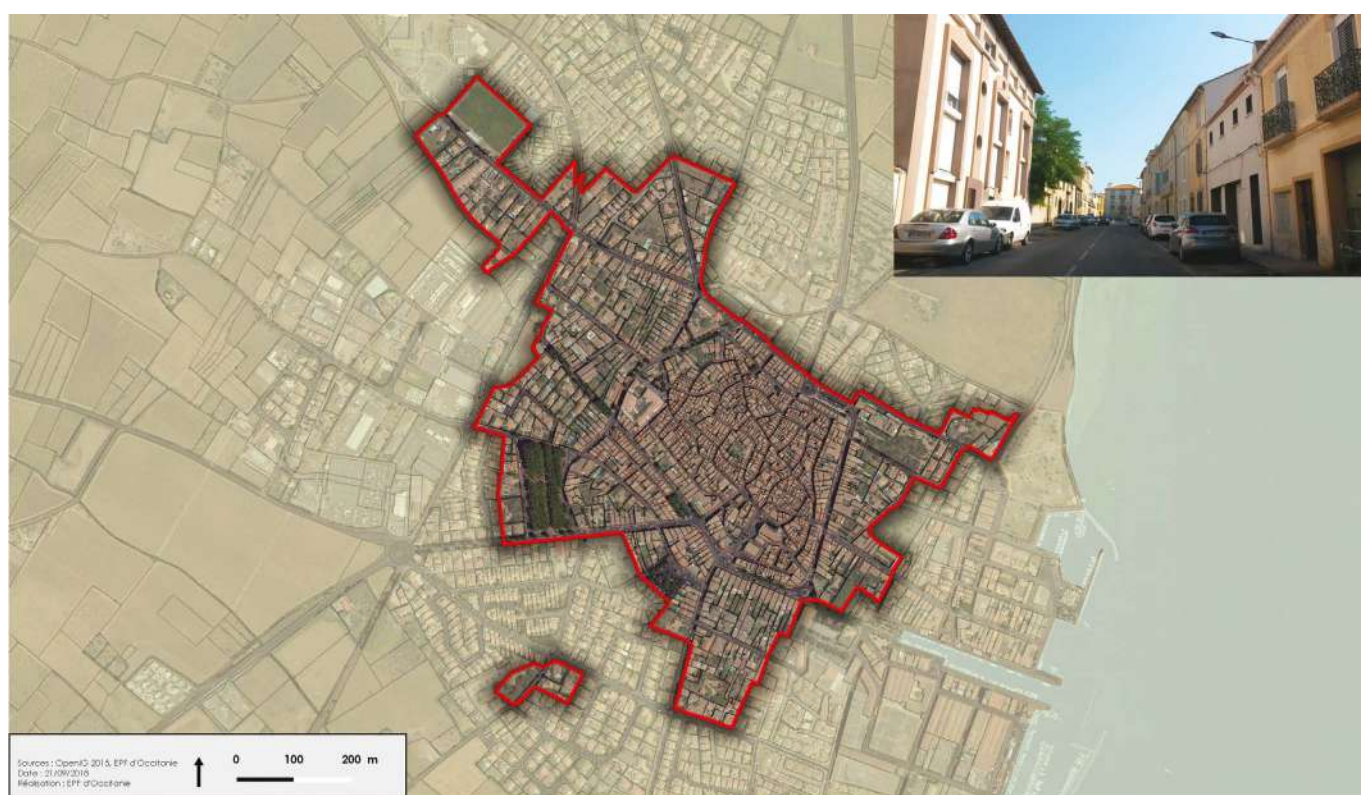 Sources : OpenIG 2015, EPF d'Occitanie
Date : 21/09/2018
Réalisation : EPF d'Occitanie
0 100 200 m